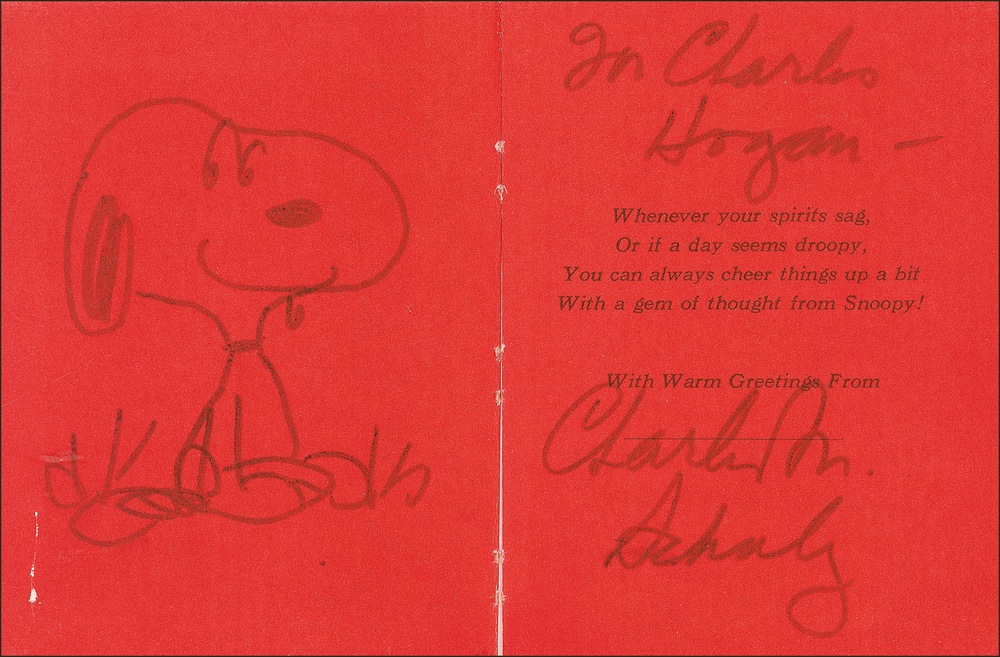 For Charles
Hogan —
Whenever your spirits sag,
Or if a day seems droopy,
You can always cheer things up a bit
With a gem of thought from Snoopy!
With Warm Greetings From
Charles M.
Schulz